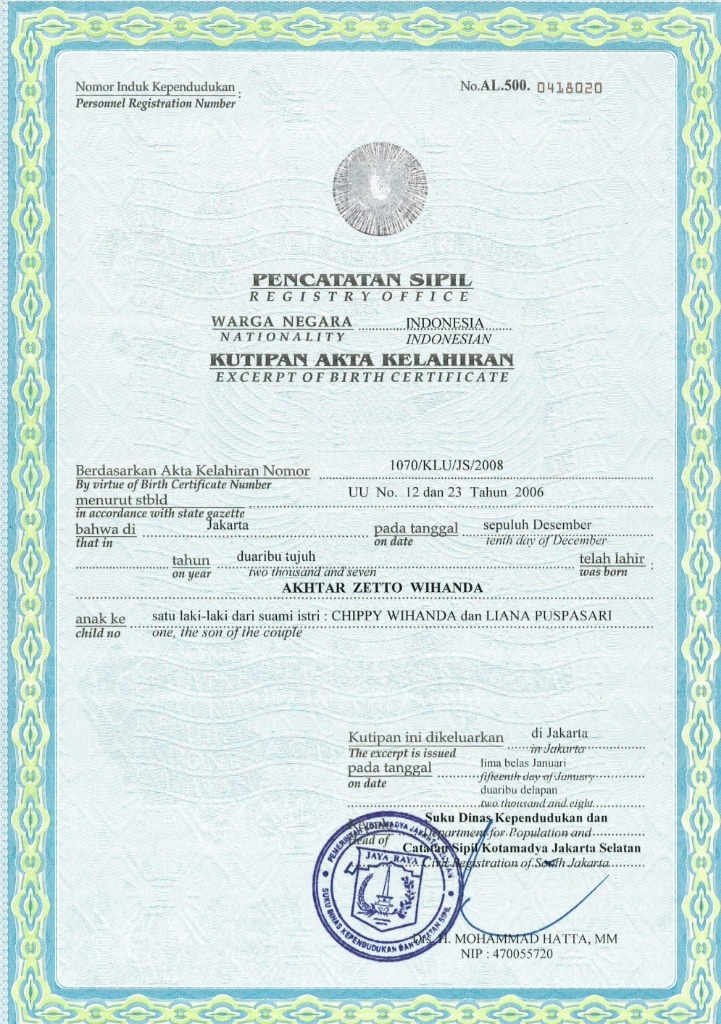 Nomor Induk Kependudukan :
Personnel Registration Number
No.AL.500. 0418020
PENCATATAN SIPIL
REGISTRY OFFICE
WARGA NEGARA INDONESIA
NATIONALITY INDONESIAN
KUTIPAN AKTA KELAHIRAN
EXCERPT OF BIRTH CERTIFICATE
Berdasarkan Akta Kelahiran Nomor 1070/KLU/JS/2008
By virtue of Birth Certificate Number
menurut stbld UU No. 12 dan 23 Tahun 2006
in accordance with state gazette
bahwa di Jakarta pada tanggal sepuluh Desember
that in on date tenth day of December
tahun duaribu tujuh telah lahir :
on year two thousand and seven was born
AKHTAR ZETTO WIHANDA
anak ke satu laki-laki dari suami istri : CHIPPY WIHANDA dan LIANA PUSPASARI
child no one, the son of the couple
Kutipan ini dikeluarkan di Jakarta
The excerpt is issued in Jakarta
pada tanggal lima belas Januari
on date fifteenth day of January
duaribu delapan
two thousand and eight
Suku Dinas Kependudukan dan
Head of Department for Population and
Catatan Sipil Kotamadya Jakarta Selatan
Civil Registration of South Jakarta
PEMERINTAH KOTAMADYA JAKARTA
JAYA RAYA
SUKU DINAS KEPENDUDUKAN DAN CATATAN SIPIL
Drs. H. MOHAMMAD HATTA, MM
NIP : 470055720